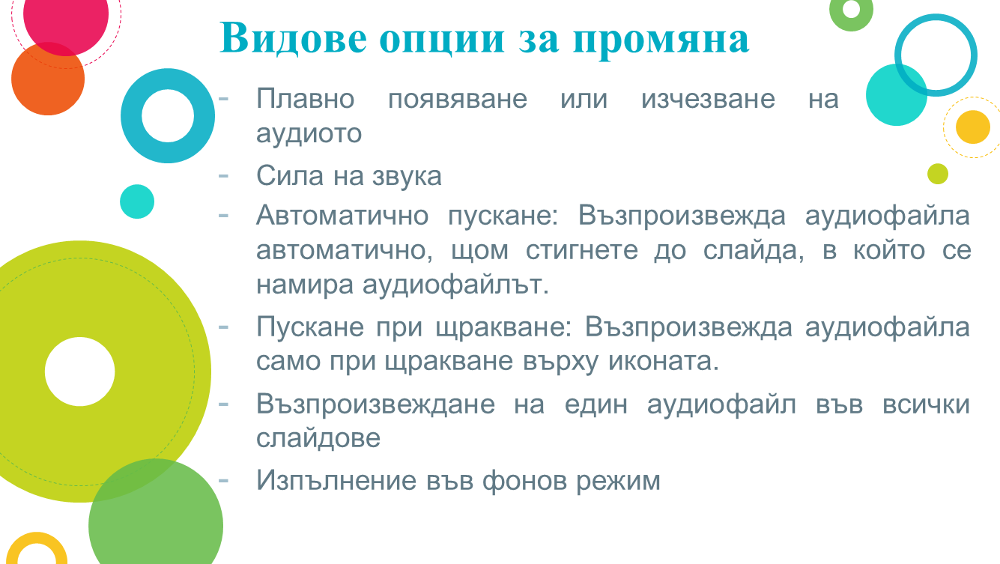 Видове опции за промяна
- Плавно появяване или изчезване на
аудиото
- Сила на звука
- Автоматично пускане: Възпроизвежда аудиофайла
автоматично, щом стигнете до слайда, в който се
намира аудиофайлът.
- Пускане при щракване: Възпроизвежда аудиофайла
само при щракване върху иконата.
- Възпроизвеждане на един аудиофайл във всички
слайдове
- Изпълнение във фонов режим